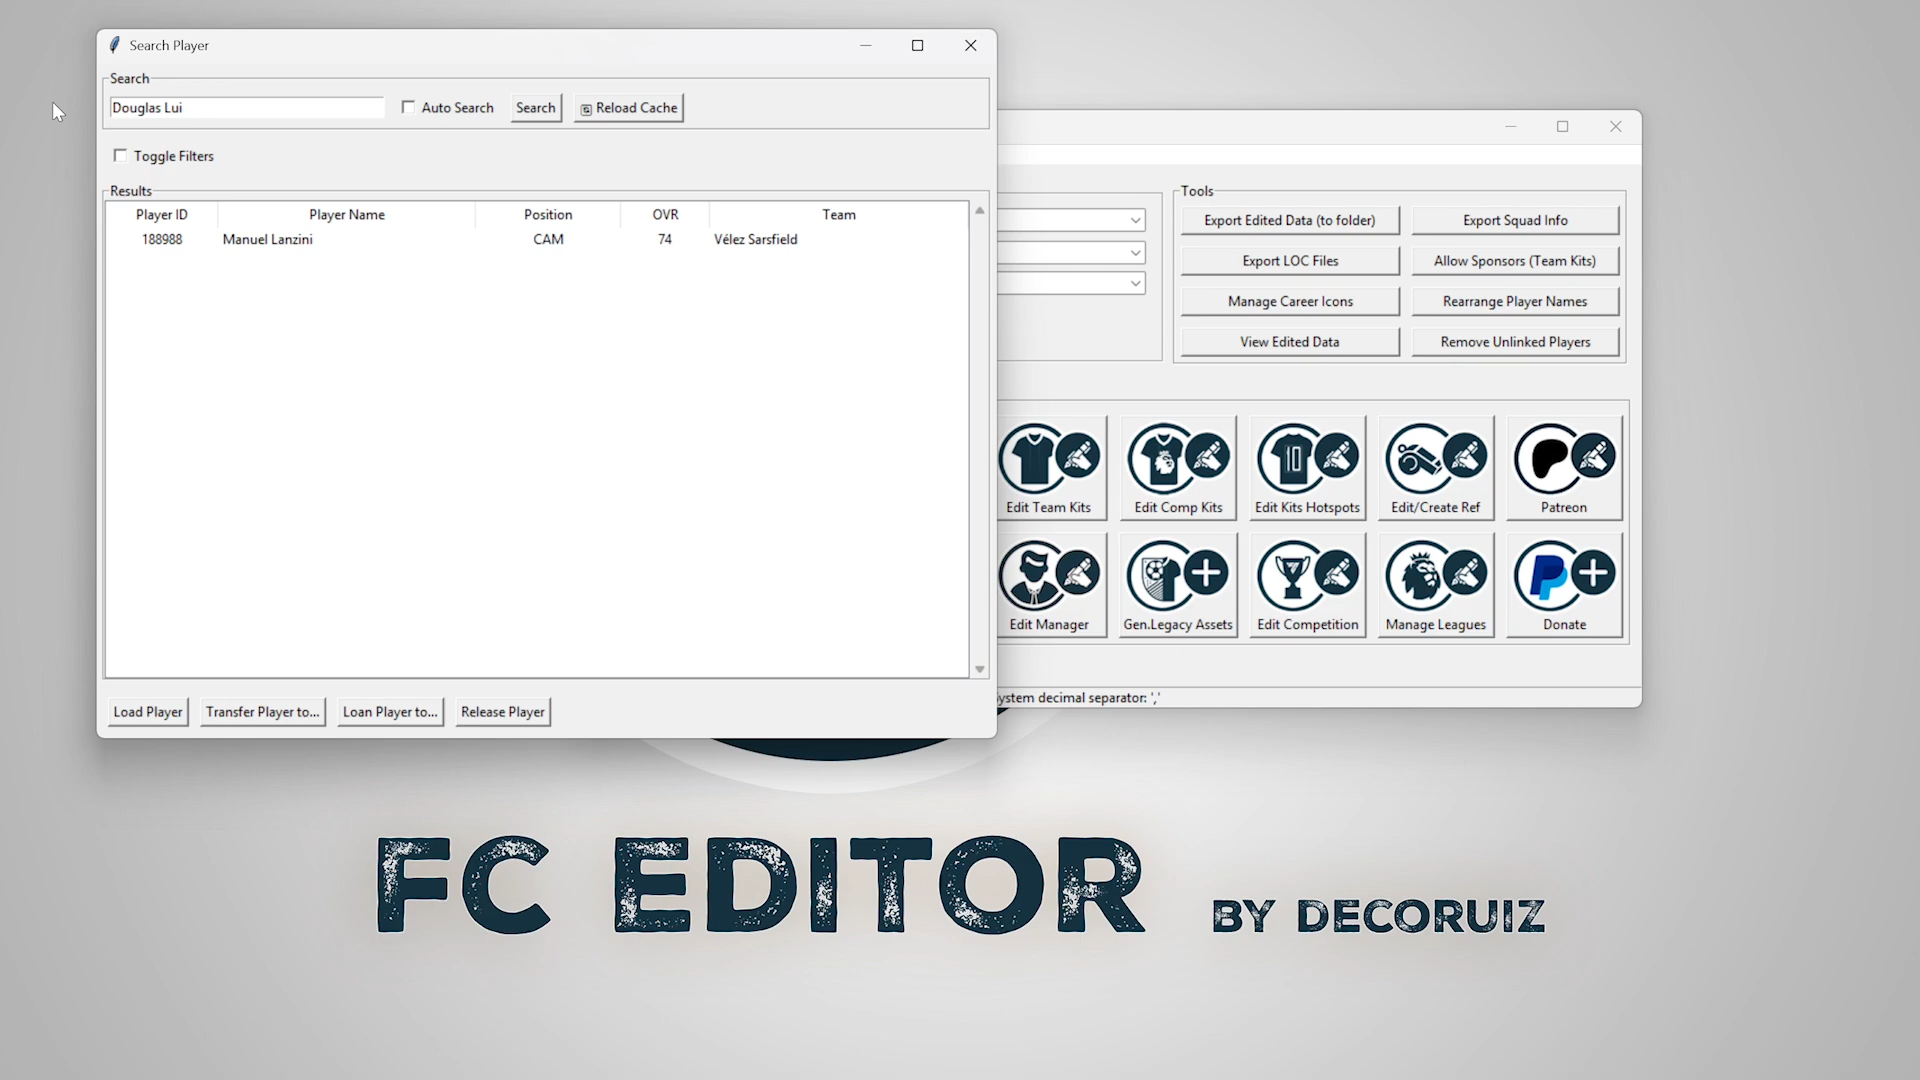 Search Player
Search
Douglas Lui
Auto Search
Search
Reload Cache
Toggle Filters
Results
Player ID Player Name Position OVR Team
188988 Manuel Lanzini CAM 74 Vélez Sarsfield
Load Player Transfer Player to... Loan Player to... Release Player
Tools
Export Edited Data (to folder) Export Squad Info
Export LOC Files Allow Sponsors (Team Kits)
Manage Career Icons Rearrange Player Names
View Edited Data Remove Unlinked Players
10
Edit Team Kits Edit Comp Kits Edit Kits Hotspots Edit/Create Ref Patreon
Edit Manager Gen.Legacy Assets Edit Competition Manage Leagues Donate
ystem decimal separator: ','
FC EDITOR BY DECORUIZ